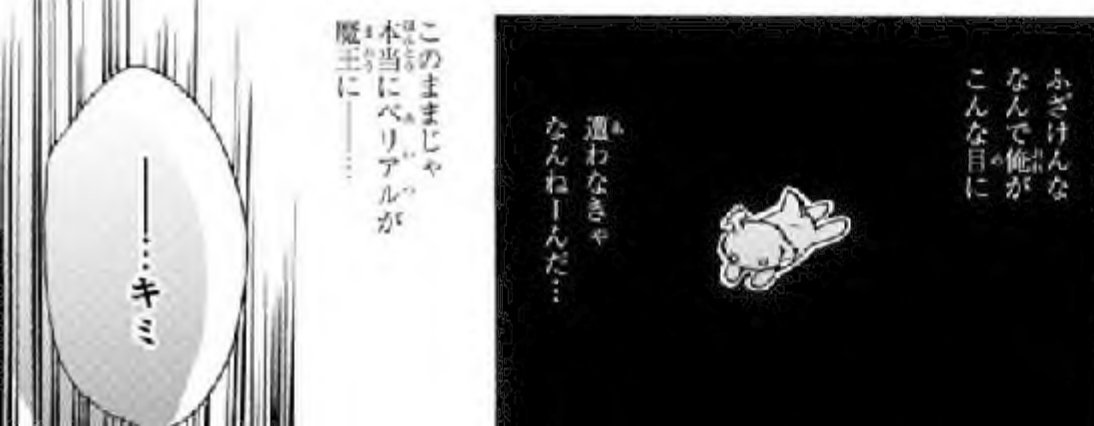 ふざけんな
なんで俺が
こんな目に
遭わなきゃ
なんねーんだ…
このままじゃ
本当にベリアルが
魔王に――…
――…キミ